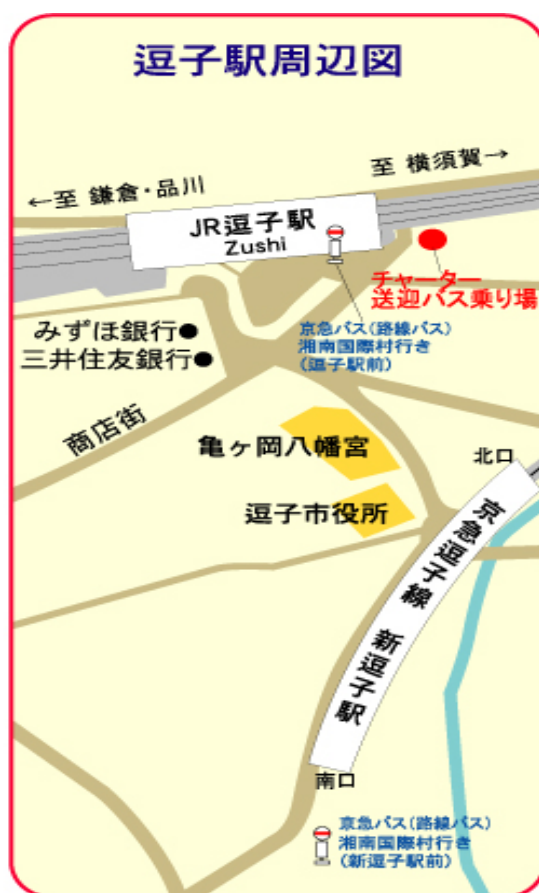 逗子駅周辺図
至 横須賀→
←至 鎌倉・品川
JR逗子駅
Zushi
チャーター
送迎バス乗り場
京急バス(路線バス)
湘南国際村行き
(逗子駅前)
みずほ銀行●
三井住友銀行●
商店街
亀ヶ岡八幡宮
北口
逗子市役所
京急逗子線 新逗子駅
南口
京急バス(路線バス)
湘南国際村行き
(新逗子駅前)